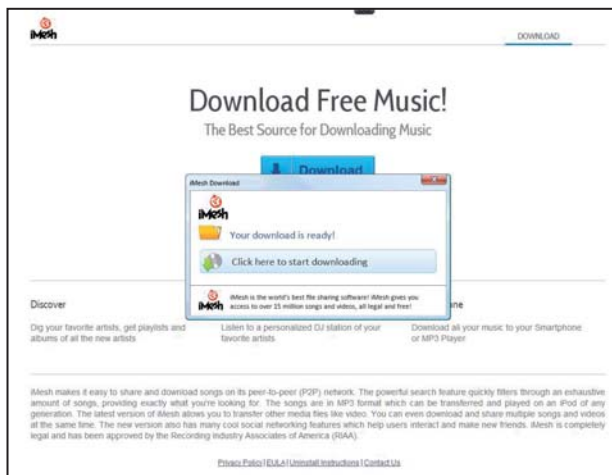 iMesh
DOWNLOAD
Download Free Music!
The Best Source for Downloading Music
Download
iMesh Download
iMesh
Your download is ready!
Click here to start downloading
iMesh
iMesh is the world's best file sharing software! iMesh gives you
access to over 15 million songs and videos, all legal and free!
Discover
Dig your favorite artists, get playlists and
albums of all the new artists
Listen to a personalized DJ station of your
favorite artists
Download all your music to your Smartphone
or MP3 Player
iMesh makes it easy to share and download songs on its peer-to-peer (P2P) network. The powerful search feature quickly filters through an exhaustive
amount of songs, providing exactly what you're looking for. The songs are in MP3 format which can be transferred and played on an iPod of any
generation. The latest version of iMesh allows you to transfer other media files like video. You can even download and share multiple songs and videos
at the same time. The new version also has many cool social networking features which help users interact and make new friends. iMesh is completely
legal and has been approved by the Recording Industry Associates of America (RIAA).
Privacy Policy | EULA | Uninstall Instructions | Contact Us